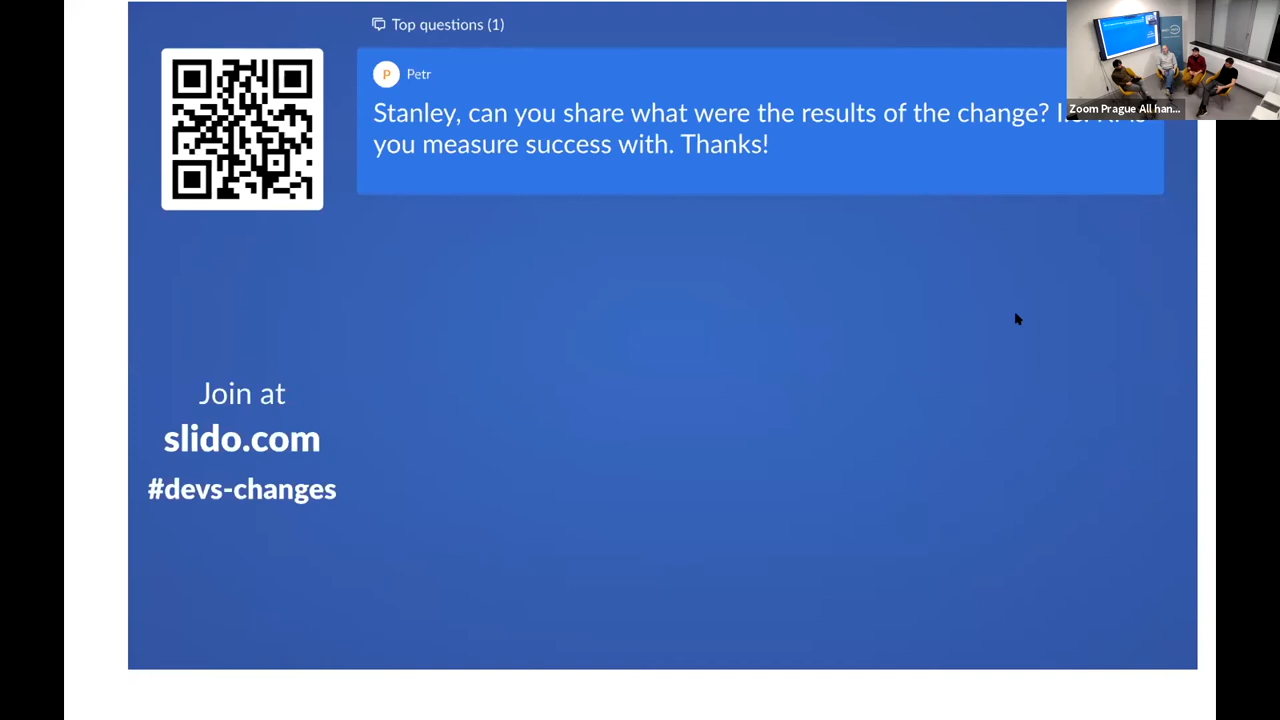 Top questions (1)
P
Petr
Stanley, can you share what were the results of the change?
you measure success with. Thanks!
Zoom Prague All han...
Join at
slido.com
#devs-changes